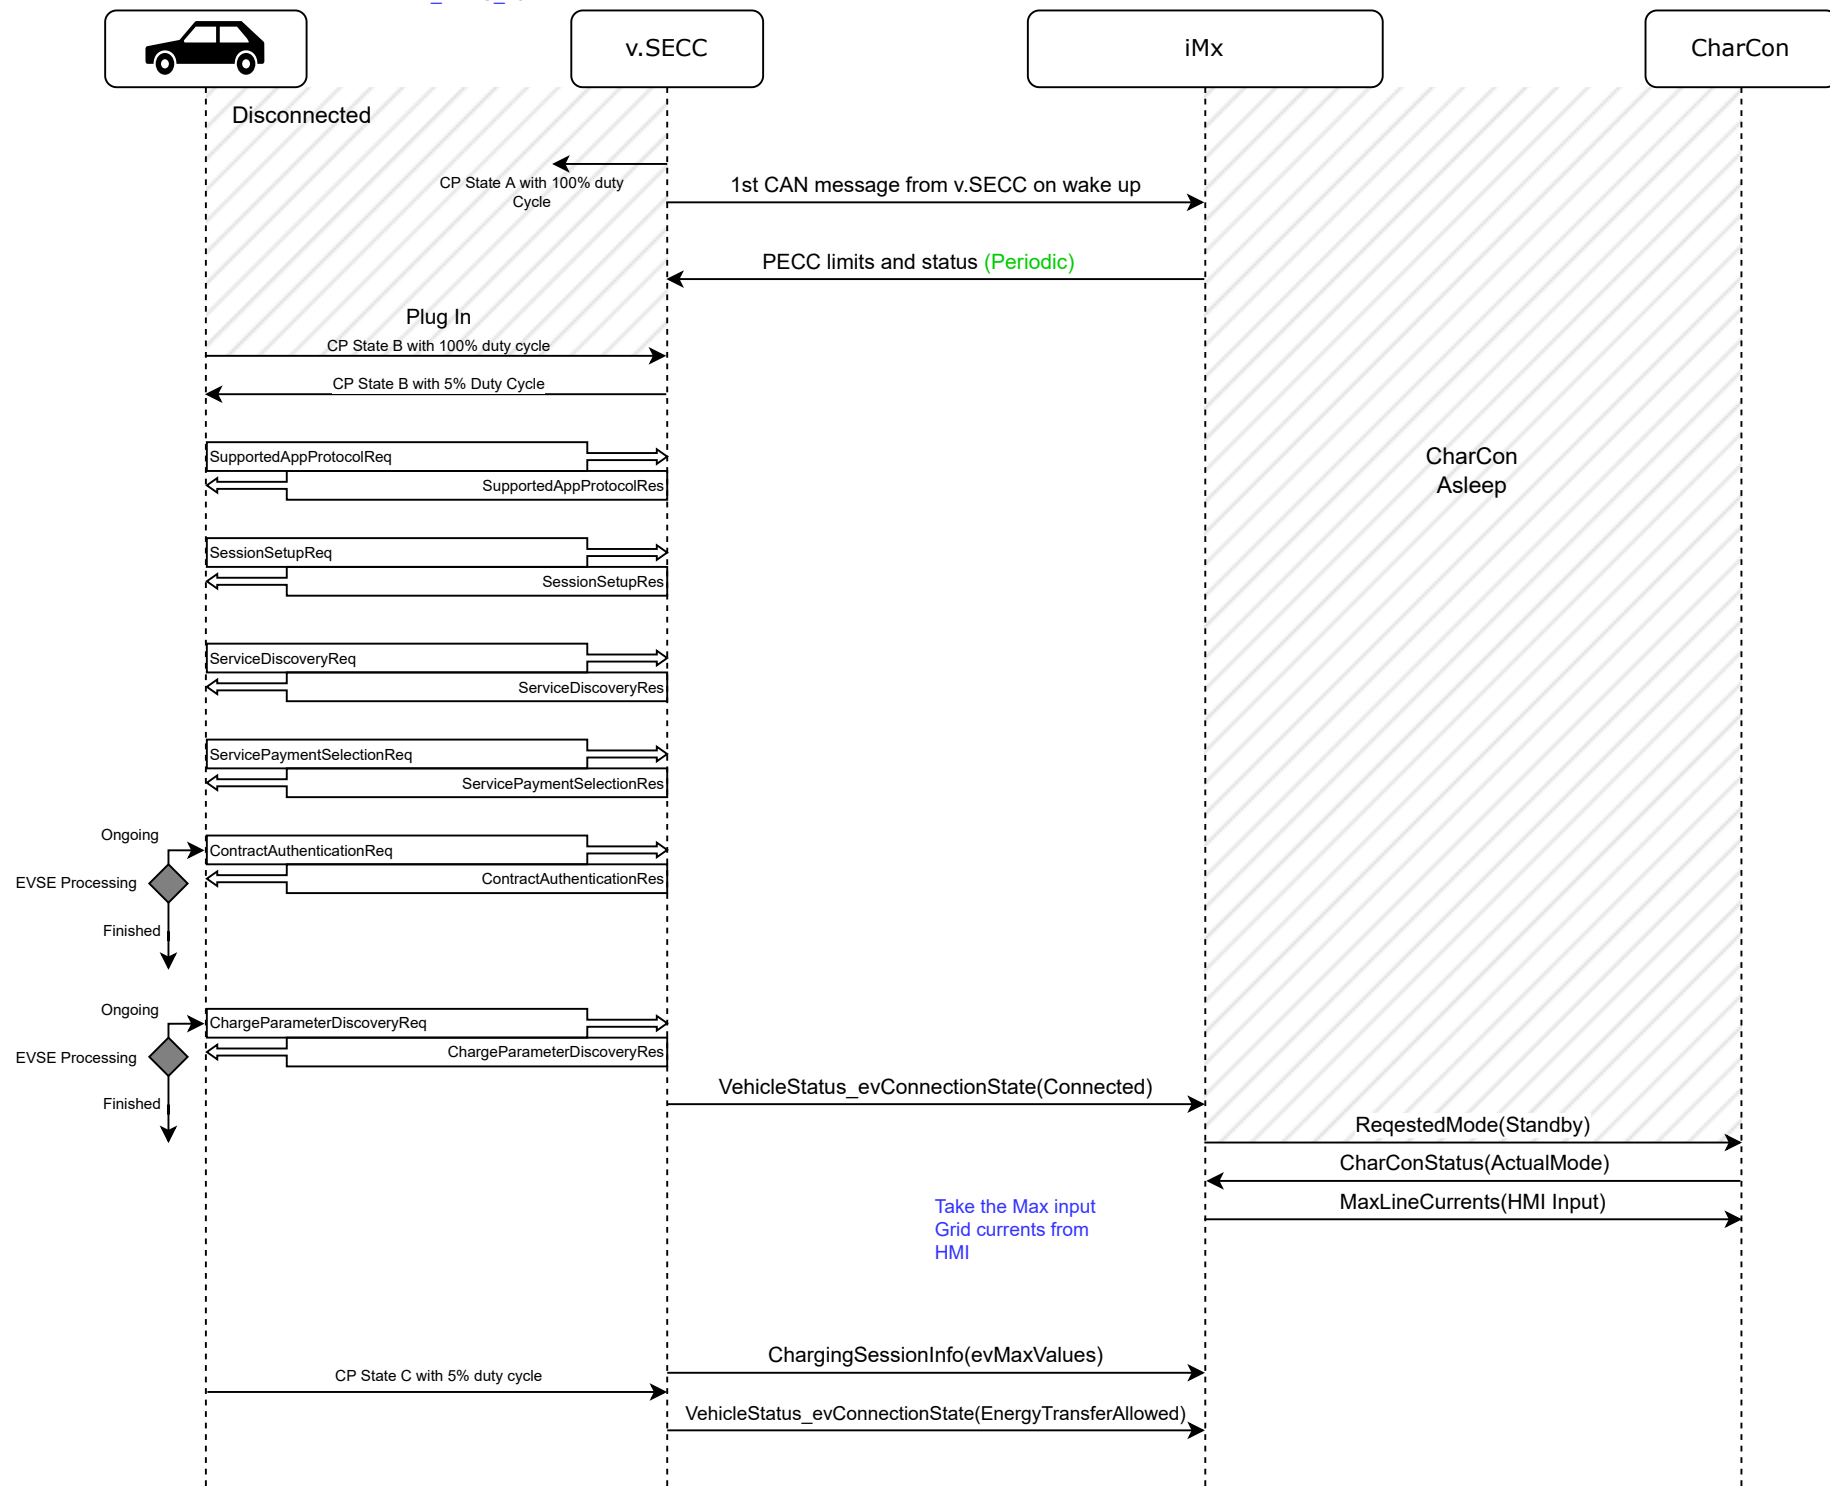 v.SECC
iMx
CharCon
Disconnected
CP State A with 100% duty
Cycle
1st CAN message from v.SECC on wake up
PECC limits and status (Periodic)
Plug In
CP State B with 100% duty cycle
CP State B with 5% Duty Cycle
SupportedAppProtocolReq
SupportedAppProtocolRes
CharCon
Asleep
SessionSetupReq
SessionSetupRes
ServiceDiscoveryReq
ServiceDiscoveryRes
ServicePaymentSelectionReq
ServicePaymentSelectionRes
Ongoing
ContractAuthenticationReq
EVSE Processing
ContractAuthenticationRes
Finished
Ongoing
ChargeParameterDiscoveryReq
EVSE Processing
ChargeParameterDiscoveryRes
Finished
VehicleStatus_evConnectionState(Connected)
ReqestedMode(Standby)
CharConStatus(ActualMode)
MaxLineCurrents(HMI Input)
Take the Max input
Grid currents from
HMI
ChargingSessionInfo(evMaxValues)
CP State C with 5% duty cycle
VehicleStatus_evConnectionState(EnergyTransferAllowed)